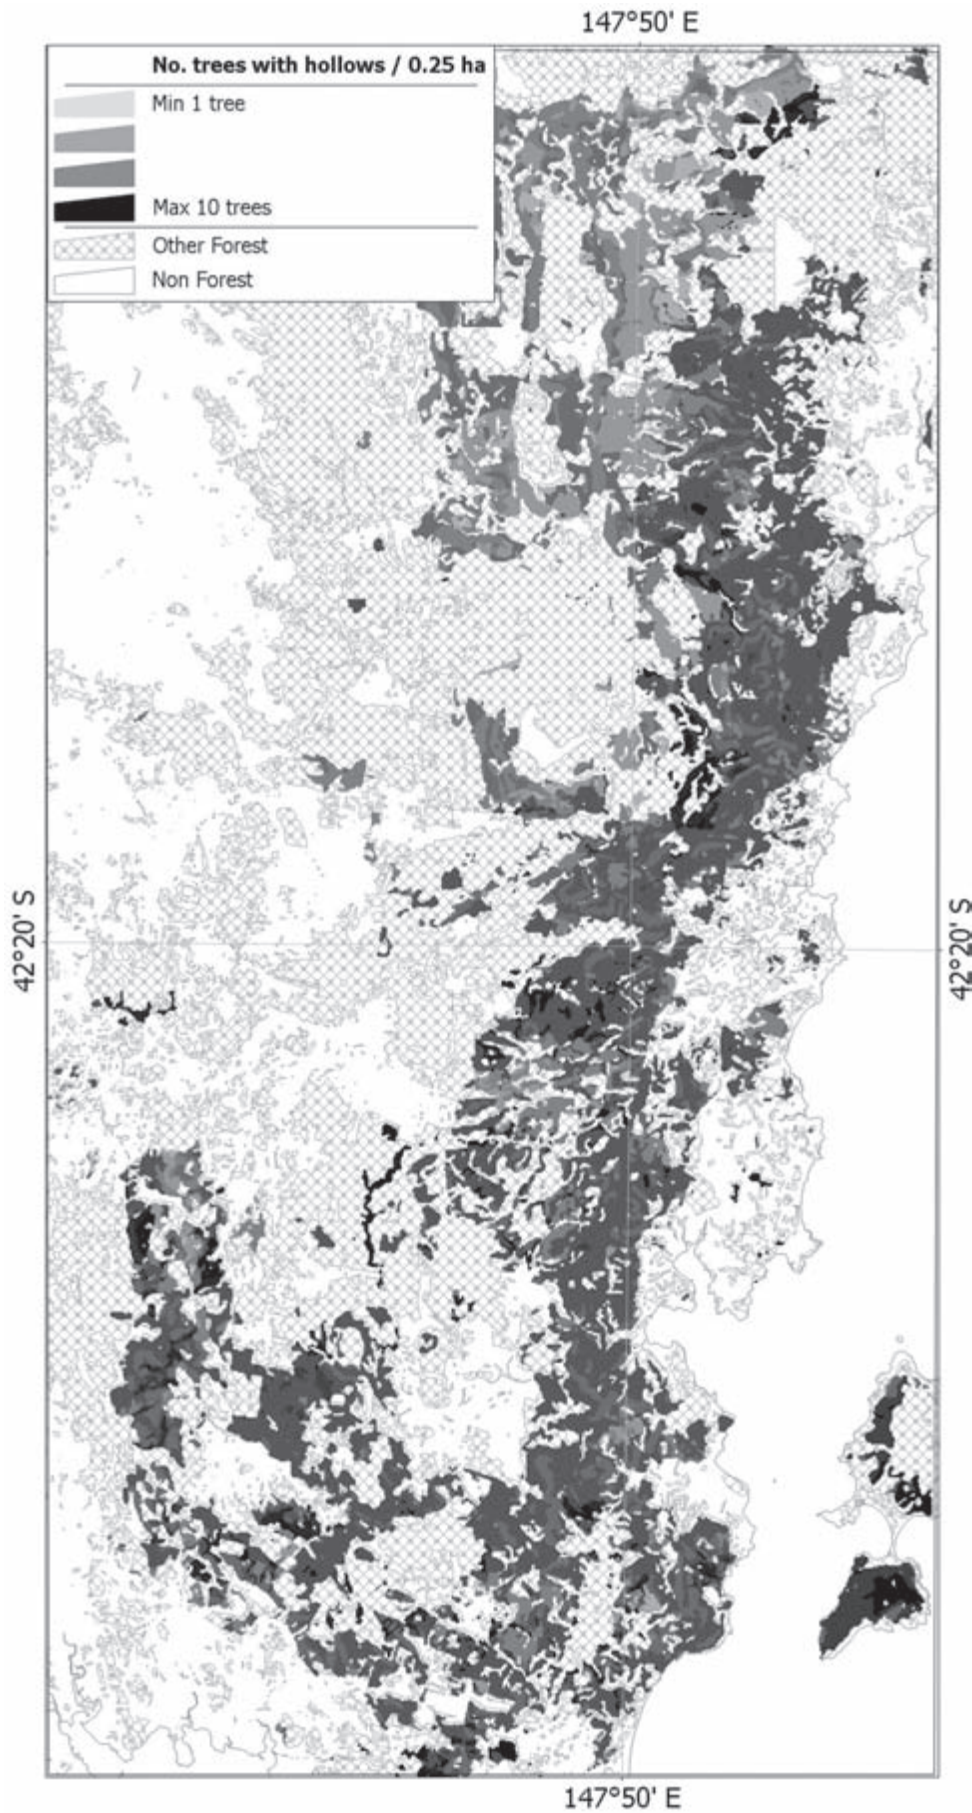 147°50' E
No. trees with hollows / 0.25 ha
Min 1 tree
Max 10 trees
Other Forest
Non Forest
42°20' S
42°20' S
147°50' E